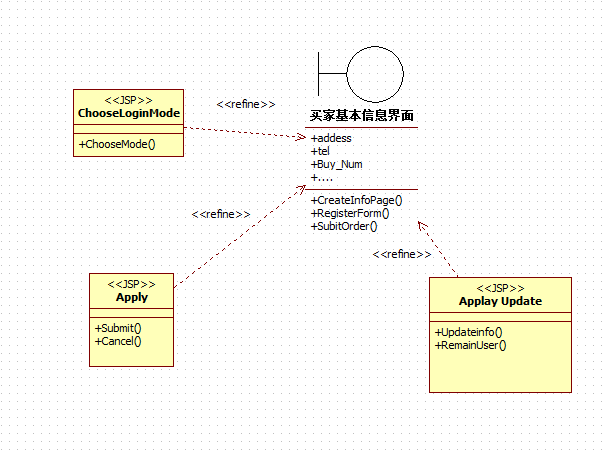 <<JSP>>
ChooseLoginMode
+ChooseMode()
<<refine>>
买家基本信息界面
+addess
+tel
+Buy_Num
+....
+CreateInfoPage()
+RegisterForm()
+SubitOrder()
<<refine>>
<<refine>>
<<JSP>>
Apply
+Submit()
+Cancel()
<<JSP>>
Applay Update
+Updateinfo()
+RemainUser()